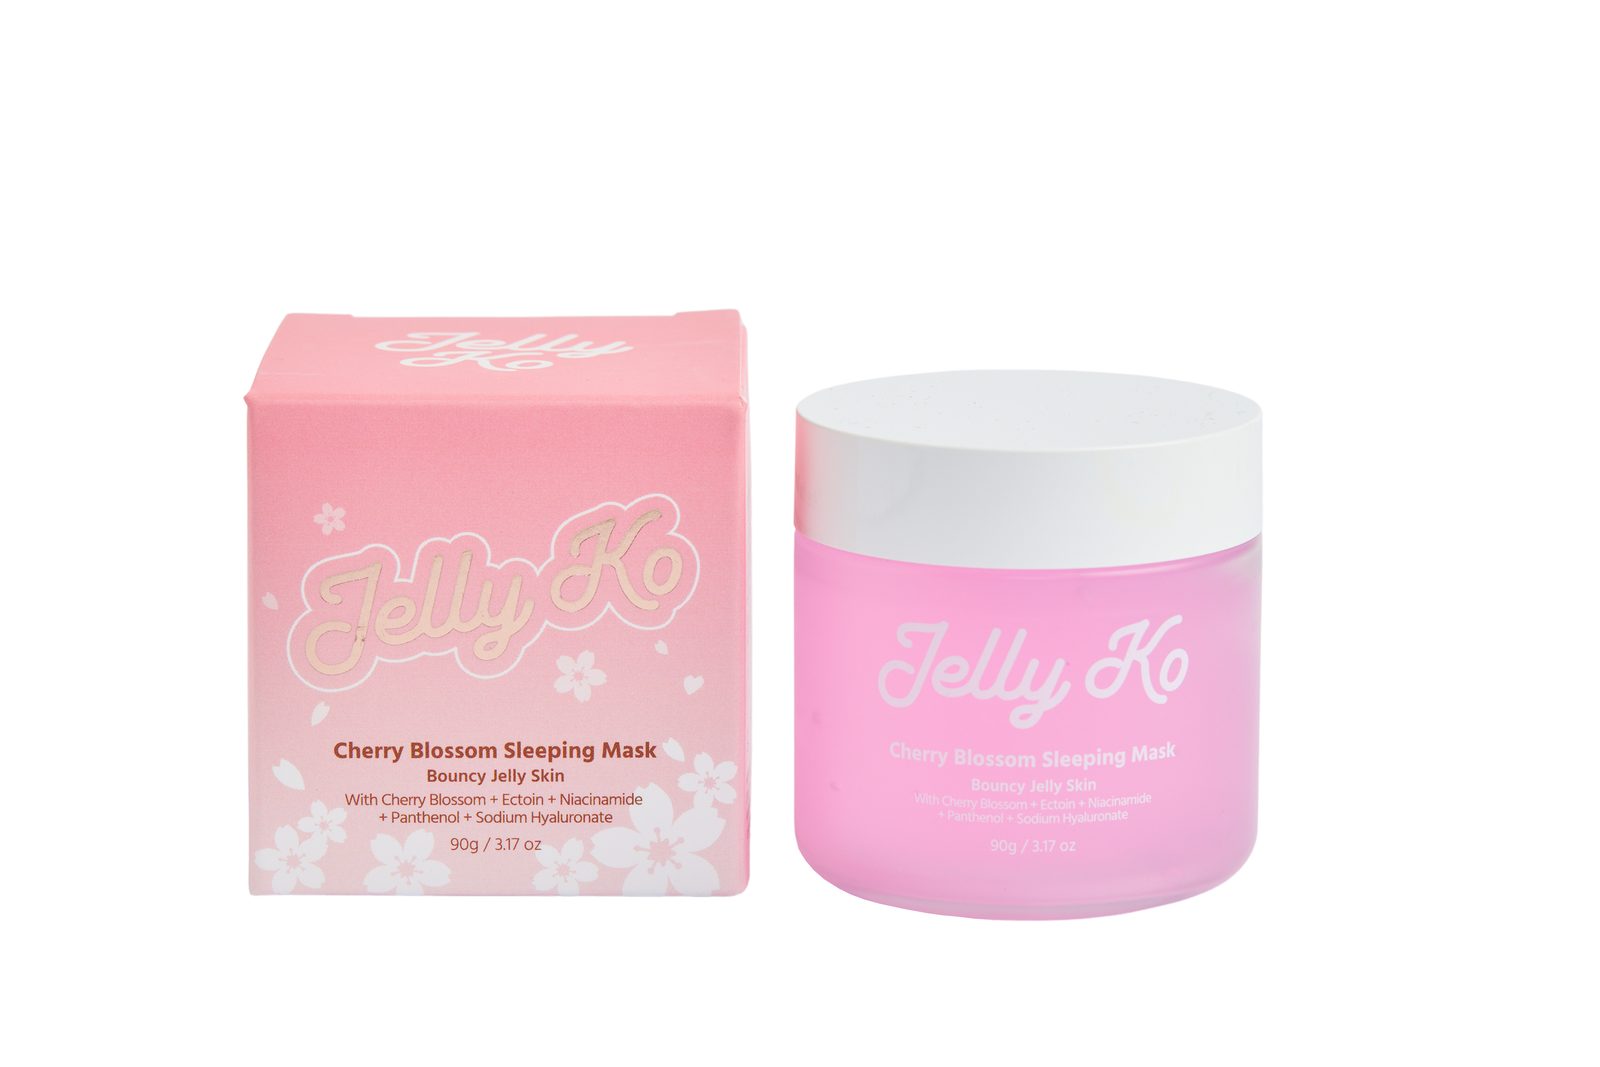 Jelly
Ko
Jelly Ko
Cherry Blossom Sleeping Mask
Bouncy Jelly Skin
With Cherry Blossom + Ectoin + Niacinamide
+ Panthenol + Sodium Hyaluronate
90g / 3.17 oz
Jelly Ko
Cherry Blossom Sleeping Mask
Bouncy Jelly Skin
With Cherry Blossom + Ectoin + Niacinamide
+ Panthenol + Sodium Hyaluronate
90g / 3.17 oz